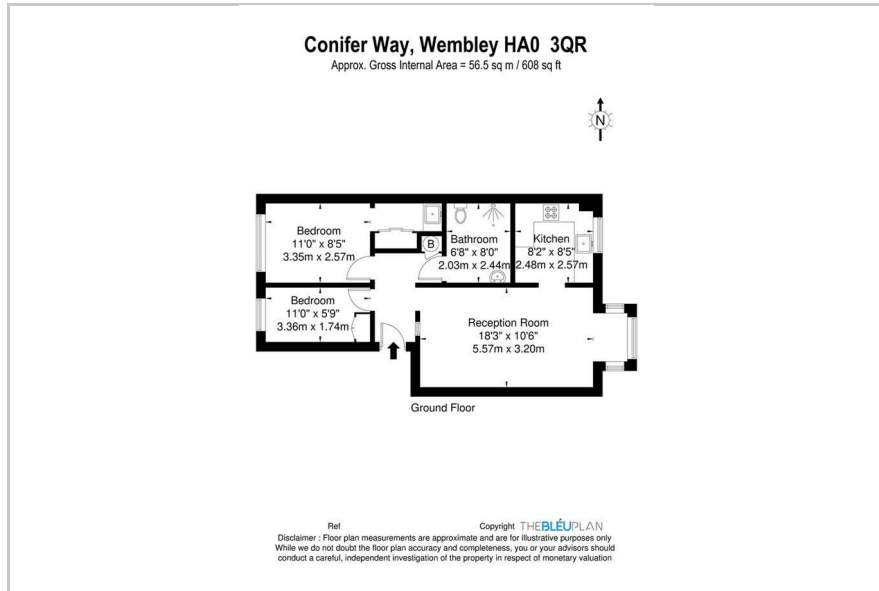 Conifer Way, Wembley HA0 3QR
Approx. Gross Internal Area = 56.5 sq m / 608 sq ft
N
Bedroom
11'0" x 8'5"
3.35m x 2.57m
B
Bathroom
6'8" x 8'0"
2.03m x 2.44m
Kitchen
8'2" x 8'5"
2.48m x 2.57m
Bedroom
11'0" x 5'9"
3.36m x 1.74m
Reception Room
18'3" x 10'6"
5.57m x 3.20m
Ground Floor
Ref
Copyright THEBLÉUPLAN
Disclaimer : Floor plan measurements are approximate and are for illustrative purposes only
While we do not doubt the floor plan accuracy and completeness, you or your advisors should
conduct a careful, independent investigation of the property in respect of monetary valuation